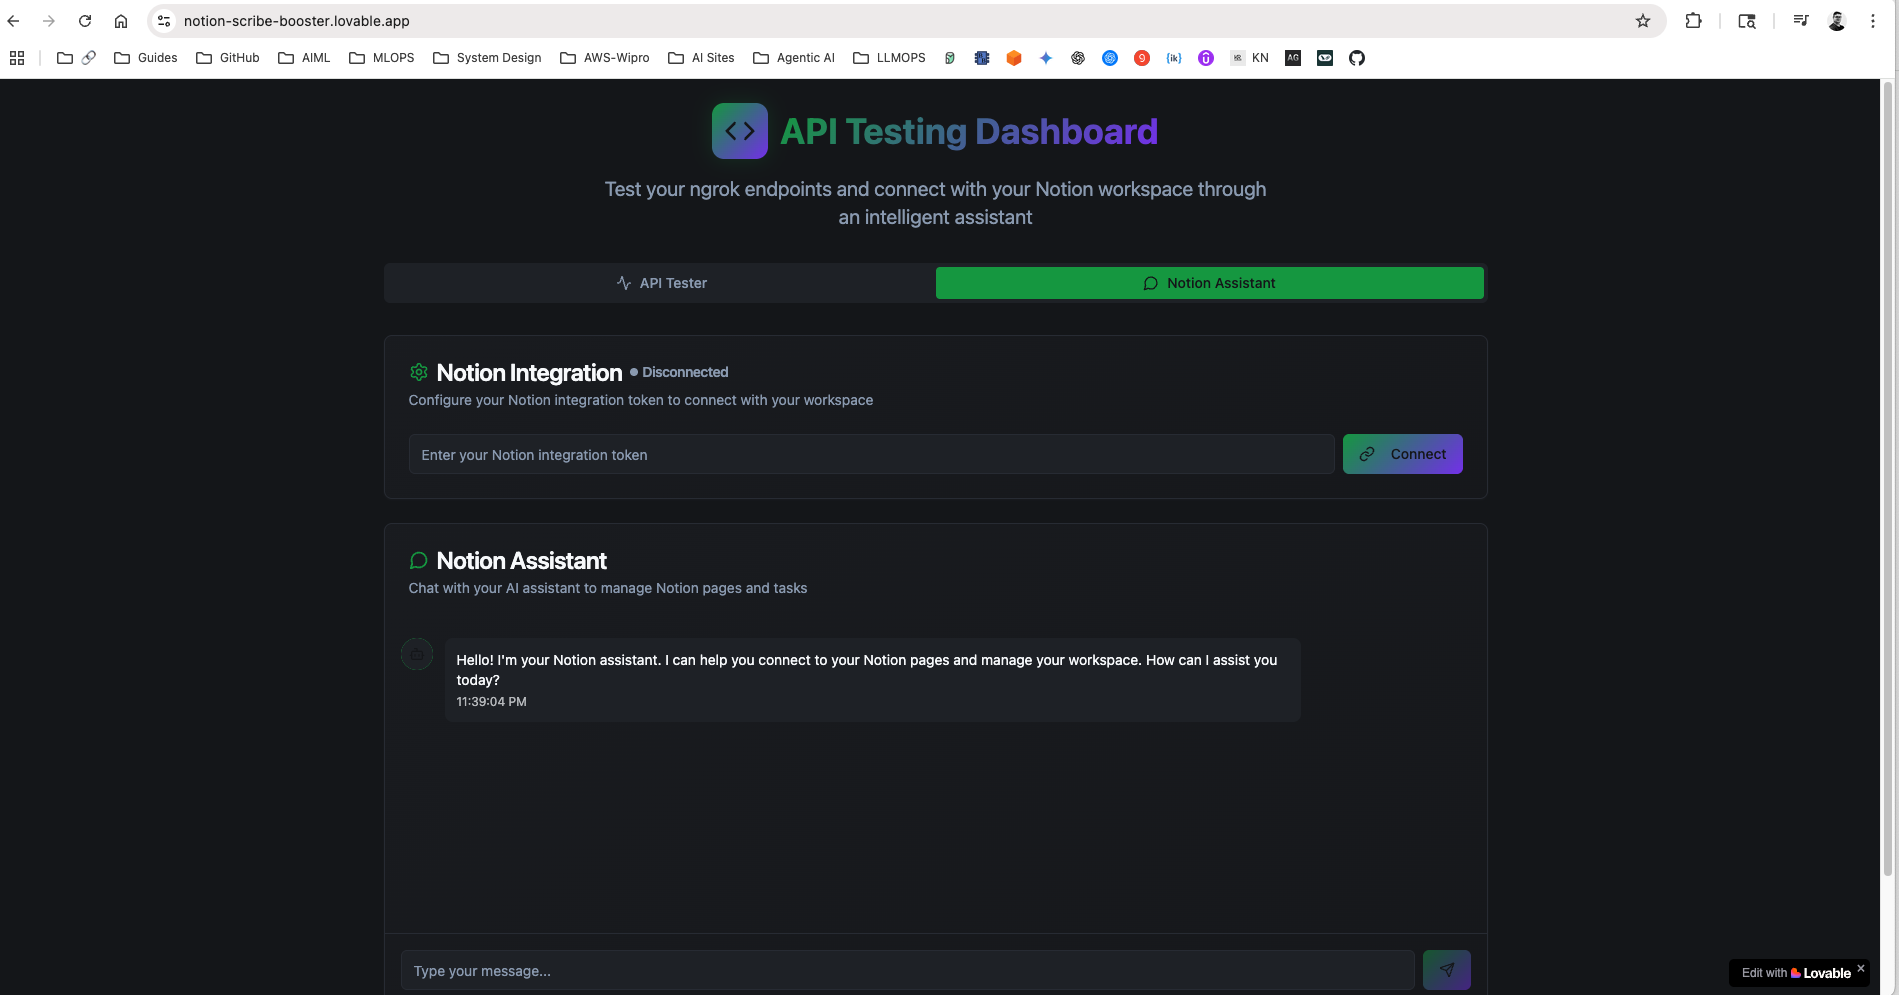 notion-scribe-booster.lovable.app
Guides GitHub AIML MLOPS System Design AWS-Wipro AI Sites Agentic AI LLMOPS 9 {ik} KN AG
API Testing Dashboard
Test your ngrok endpoints and connect with your Notion workspace through
an intelligent assistant
API Tester Notion Assistant
Notion Integration Disconnected
Configure your Notion integration token to connect with your workspace
Enter your Notion integration token Connect
Notion Assistant
Chat with your AI assistant to manage Notion pages and tasks
Hello! I'm your Notion assistant. I can help you connect to your Notion pages and manage your workspace. How can I assist you
today?
11:39:04 PM
Type your message...
Edit with Lovable